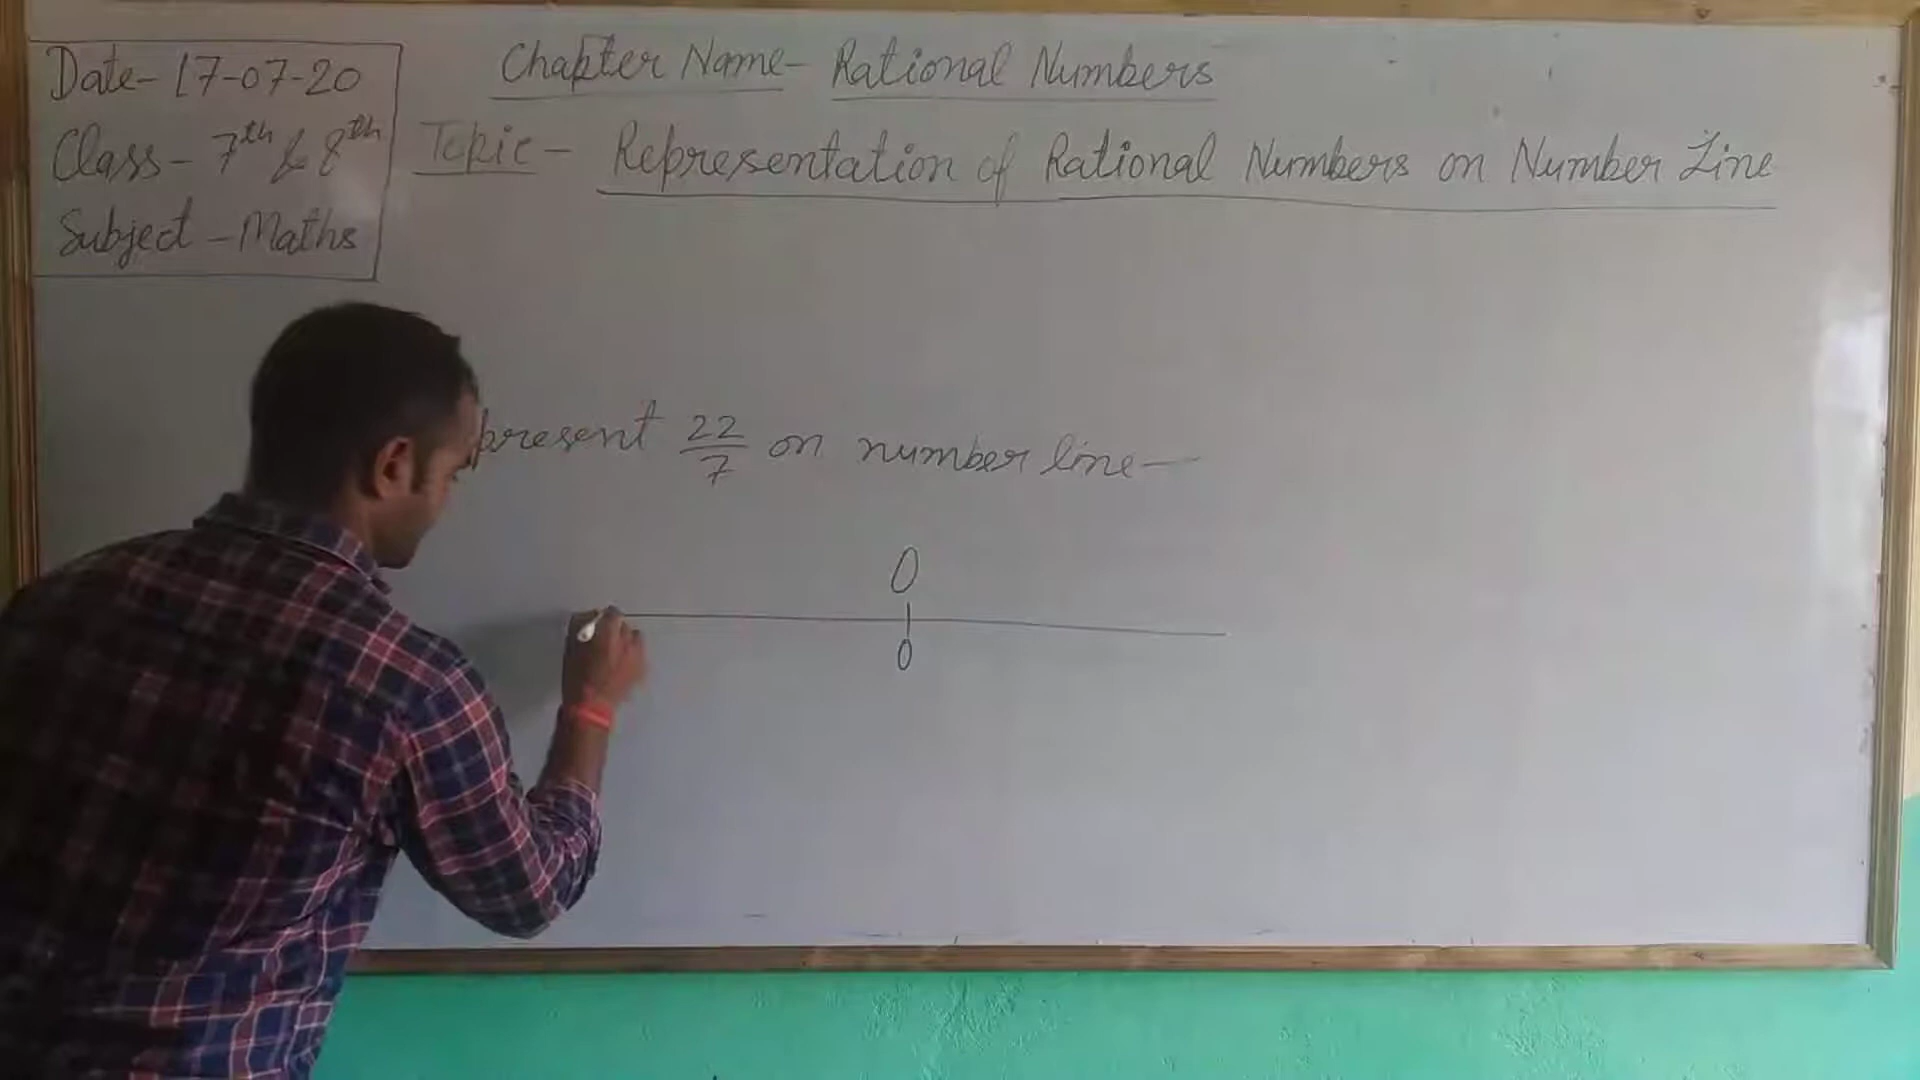 Date- 17-07-20
Class- 7th & 8th
Subject - Maths
Chapter Name- Rational Numbers
Topic - Representation of Rational Numbers on Number Line
present 22/7 on number line-
O
0